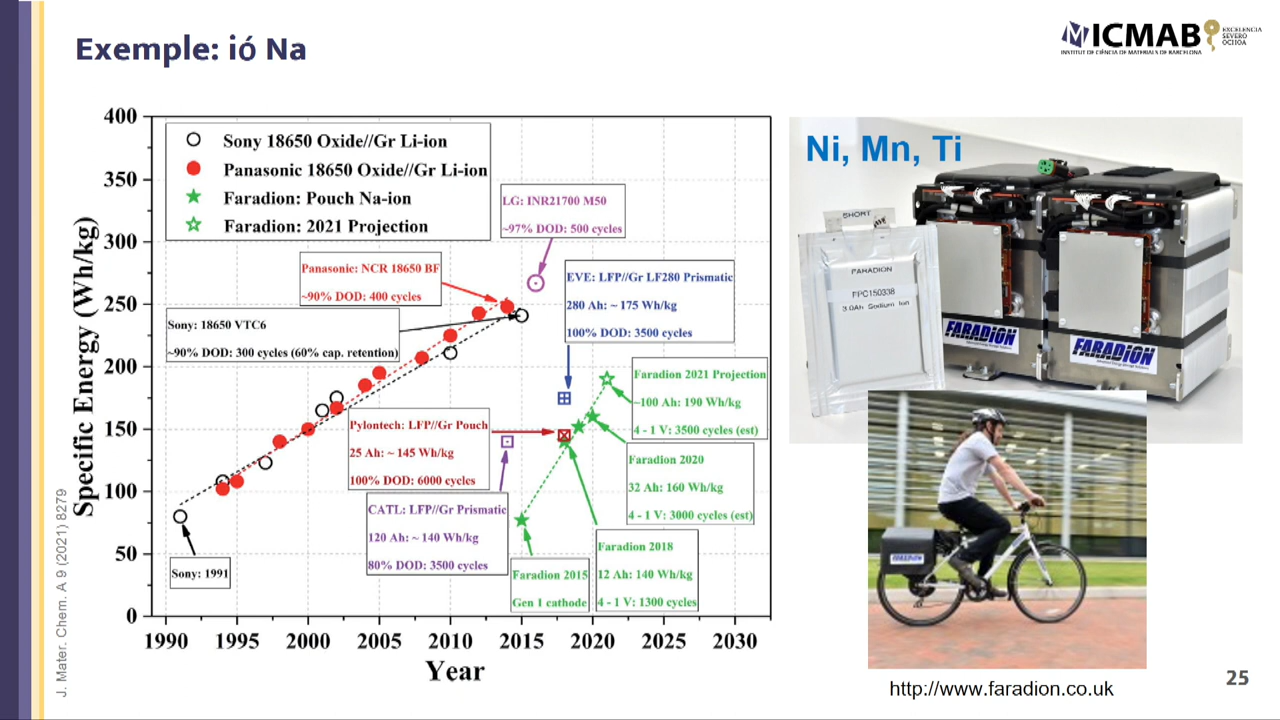 Exemple: ió Na
ICMAB
EXCELENCIA
SEVERO
OCHOA
INSTITUT DE CIÈNCIA DE MATERIALS DE BARCELONA
Specific Energy (Wh/kg)
400
350
300
250
200
150
100
50
0
Sony 18650 Oxide//Gr Li-ion
Panasonic 18650 Oxide//Gr Li-ion
Faradion: Pouch Na-ion
Faradion: 2021 Projection
LG: INR21700 M50
~97% DOD: 500 cycles
Panasonic: NCR 18650 BF
~90% DOD: 400 cycles
EVE: LFP//Gr LF280 Prismatic
280 Ah: ~ 175 Wh/kg
100% DOD: 3500 cycles
Sony: 18650 VTC6
~90% DOD: 300 cycles (60% cap. retention)
Faradion 2021 Projection
~100 Ah: 190 Wh/kg
4 - 1 V: 3500 cycles (est)
Pylontech: LFP//Gr Pouch
25 Ah: ~ 145 Wh/kg
100% DOD: 6000 cycles
Faradion 2020
32 Ah: 160 Wh/kg
4 - 1 V: 3000 cycles (est)
CATL: LFP//Gr Prismatic
120 Ah: ~ 140 Wh/kg
80% DOD: 3500 cycles
Faradion 2018
12 Ah: 140 Wh/kg
4 - 1 V: 1300 cycles
Sony: 1991
Faradion 2015
Gen 1 cathode
1990 1995 2000 2005 2010 2015 2020 2025 2030
Year
J. Mater. Chem. A 9 (2021) 8279
Ni, Mn, Ti
SHORT
FARADION
FPC150338
3.0Ah Sodium Ion
FARADION
FARADION
FARADION
http://www.faradion.co.uk
25